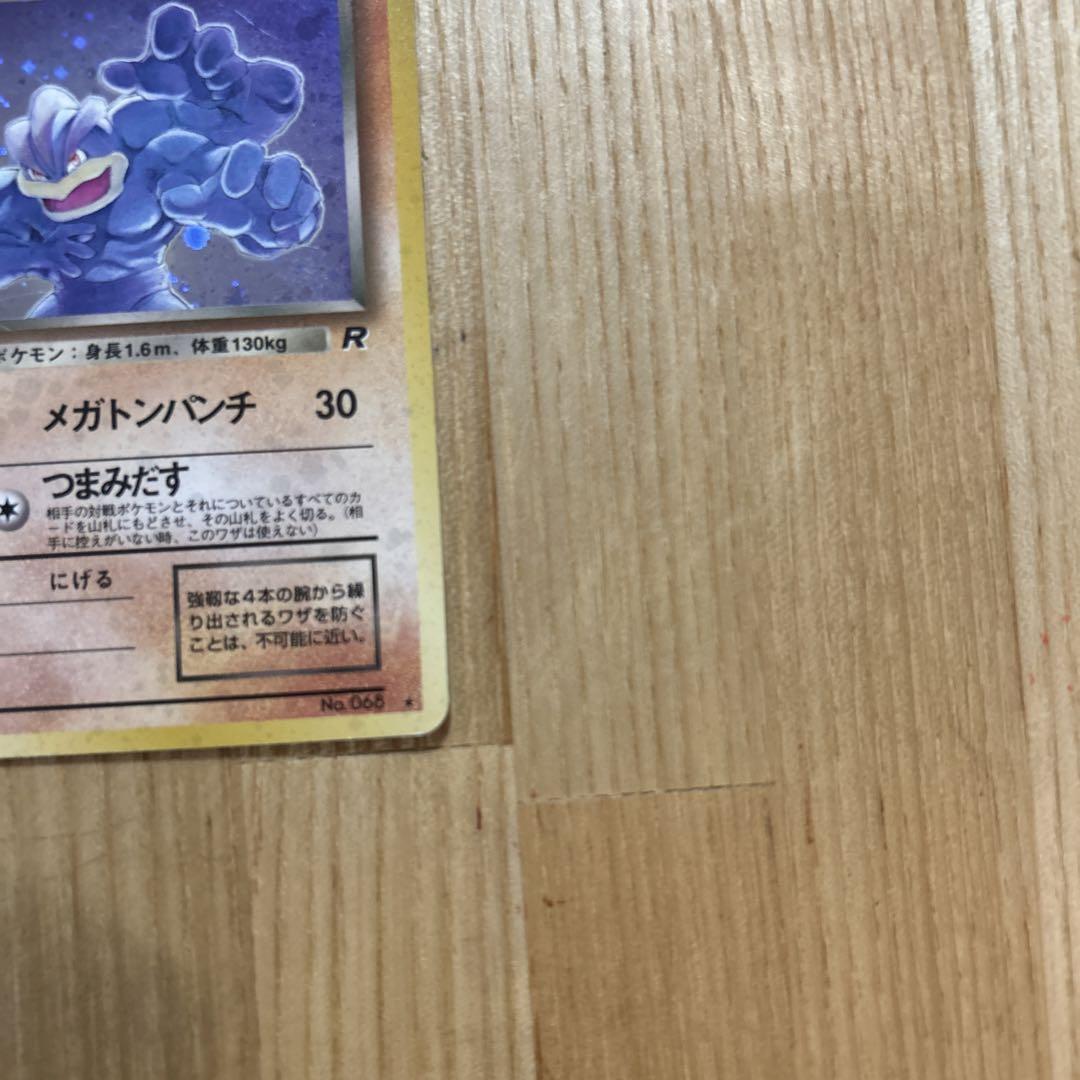 ポケモン：身長1.6m、体重130kg
R
メガトンパンチ 30
つまみだす
相手の対戦ポケモンとそれについているすべてのカ
ードを山札にもどさせ、その山札をよく切る。（相
手に控えがいない時、このワザは使えない）
にげる
強靭な4本の腕から繰
り出されるワザを防ぐ
ことは、不可能に近い。
No.068 ★